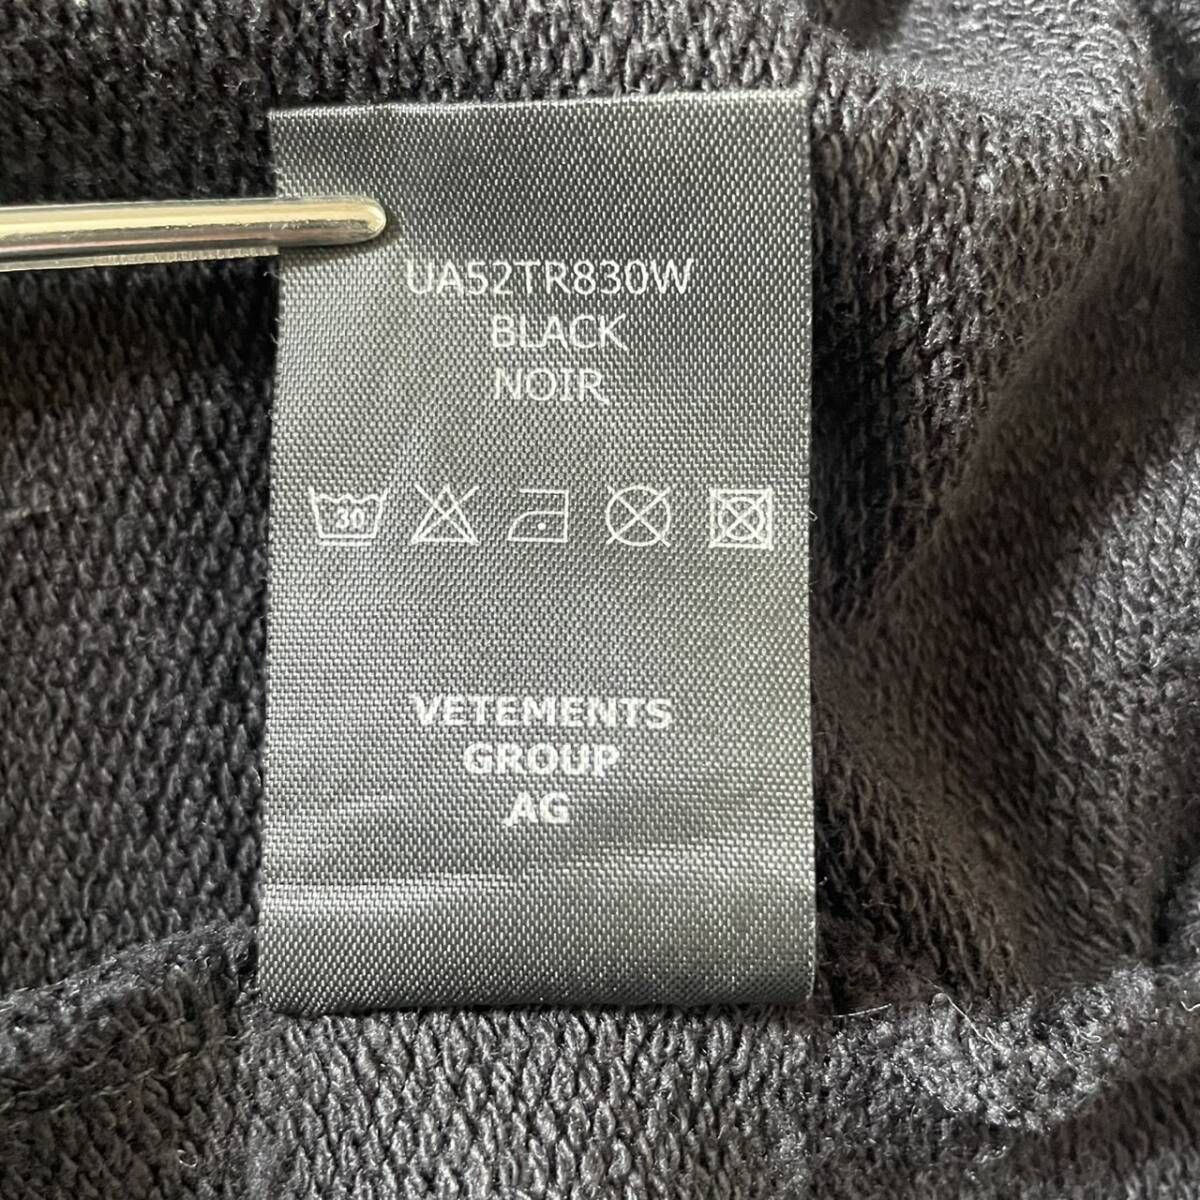 UA52TR830W
BLACK
NOIR
30
VETEMENTS
GROUP
AG